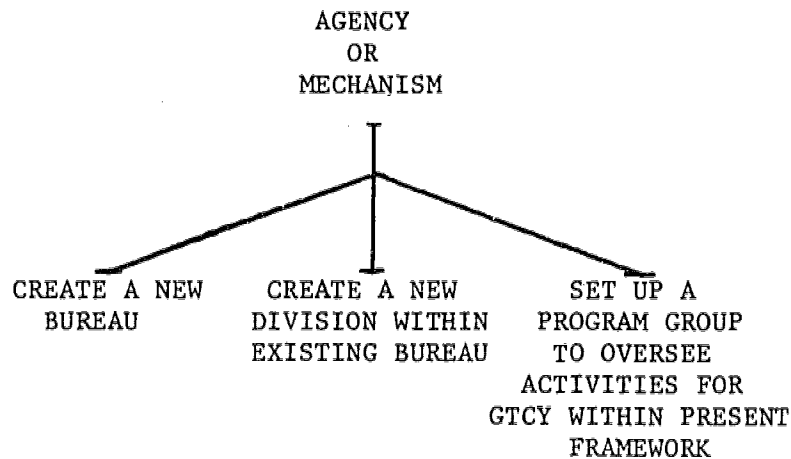 AGENCY
OR
MECHANISM
CREATE A NEW
BUREAU
CREATE A NEW
DIVISION WITHIN
EXISTING BUREAU
SET UP A
PROGRAM GROUP
TO OVERSEE
ACTIVITIES FOR
GTCY WITHIN PRESENT
FRAMEWORK